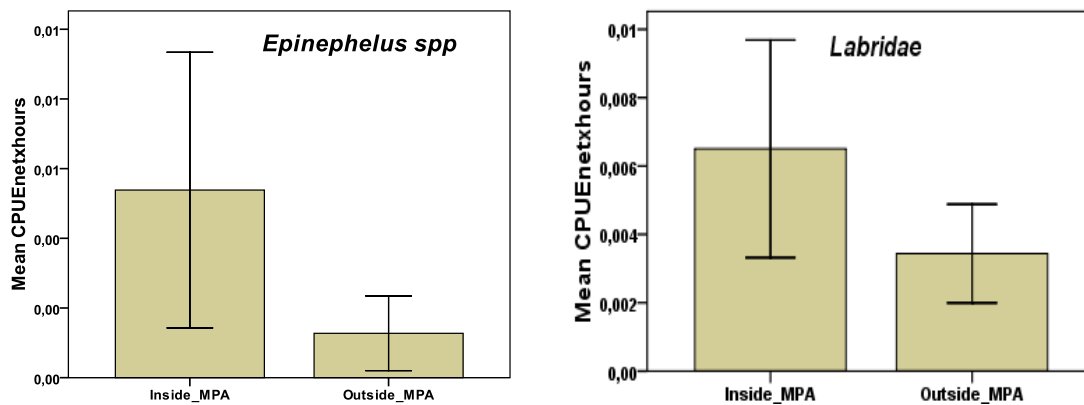 Epinephelus spp
Mean CPUEnetxhours
0,01
0,01
0,01
0,00
0,00
0,00
Inside_MPA
Outside_MPA
Labridae
Mean CPUEnetxhours
0,01
0,008
0,006
0,004
0,002
0,00
Inside_MPA
Outside_MPA